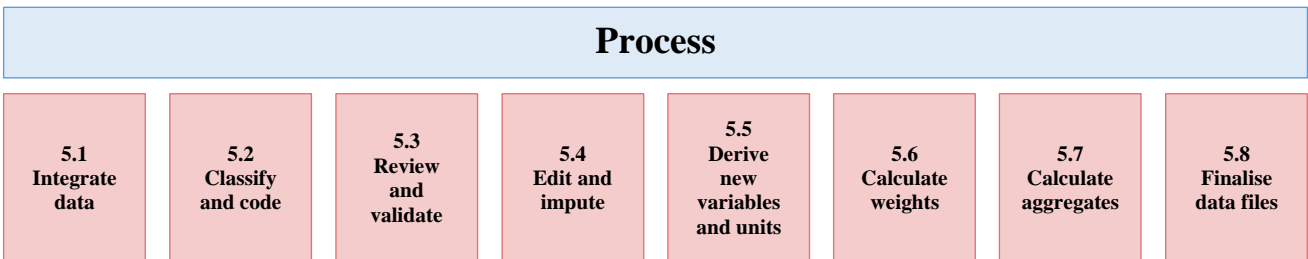 Process
5.1
Integrate
data
5.2
Classify
and code
5.3
Review
and
validate
5.4
Edit and
impute
5.5
Derive
new
variables
and units
5.6
Calculate
weights
5.7
Calculate
aggregates
5.8
Finalise
data files